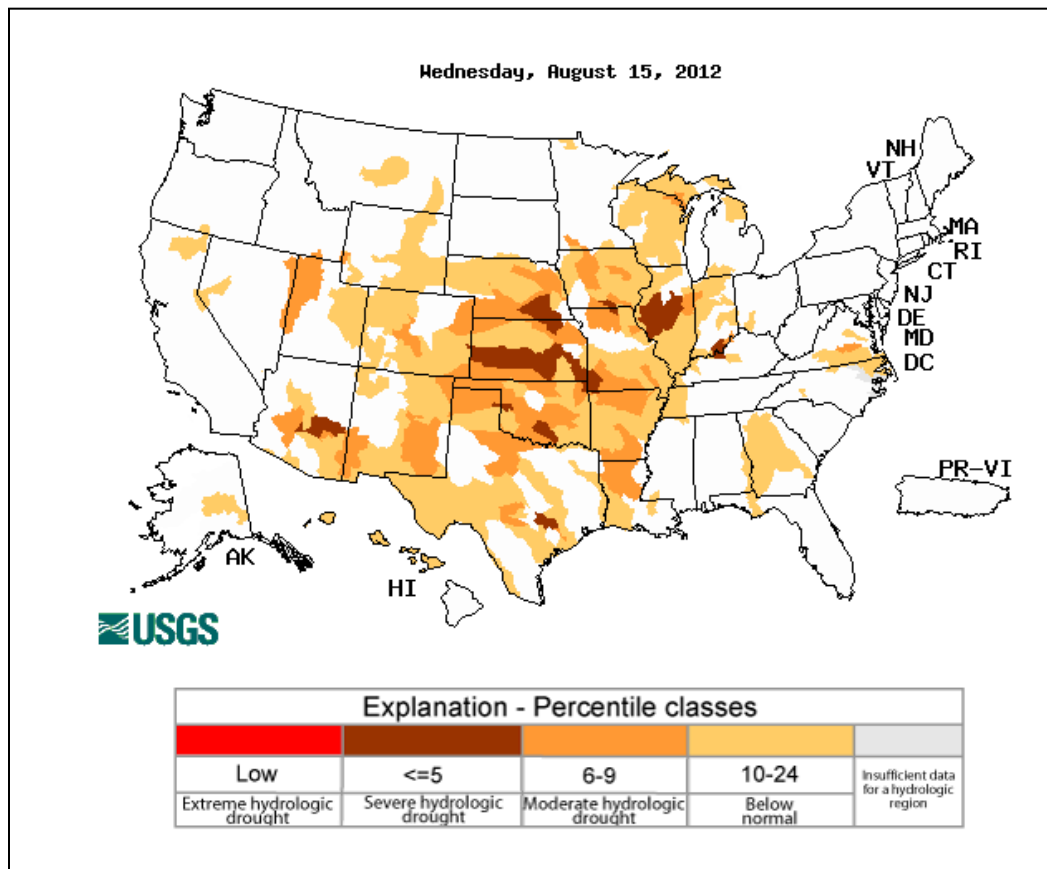 Wednesday, August 15, 2012
NH
VT
MA
RI
CT
NJ
DE
MD
DC
PR-VI
AK
HI
USGS
Explanation - Percentile classes
Low <=5 6-9 10-24 Insufficient data
for a hydrologic
region
Extreme hydrologic Severe hydrologic Moderate hydrologic Below
drought drought drought normal